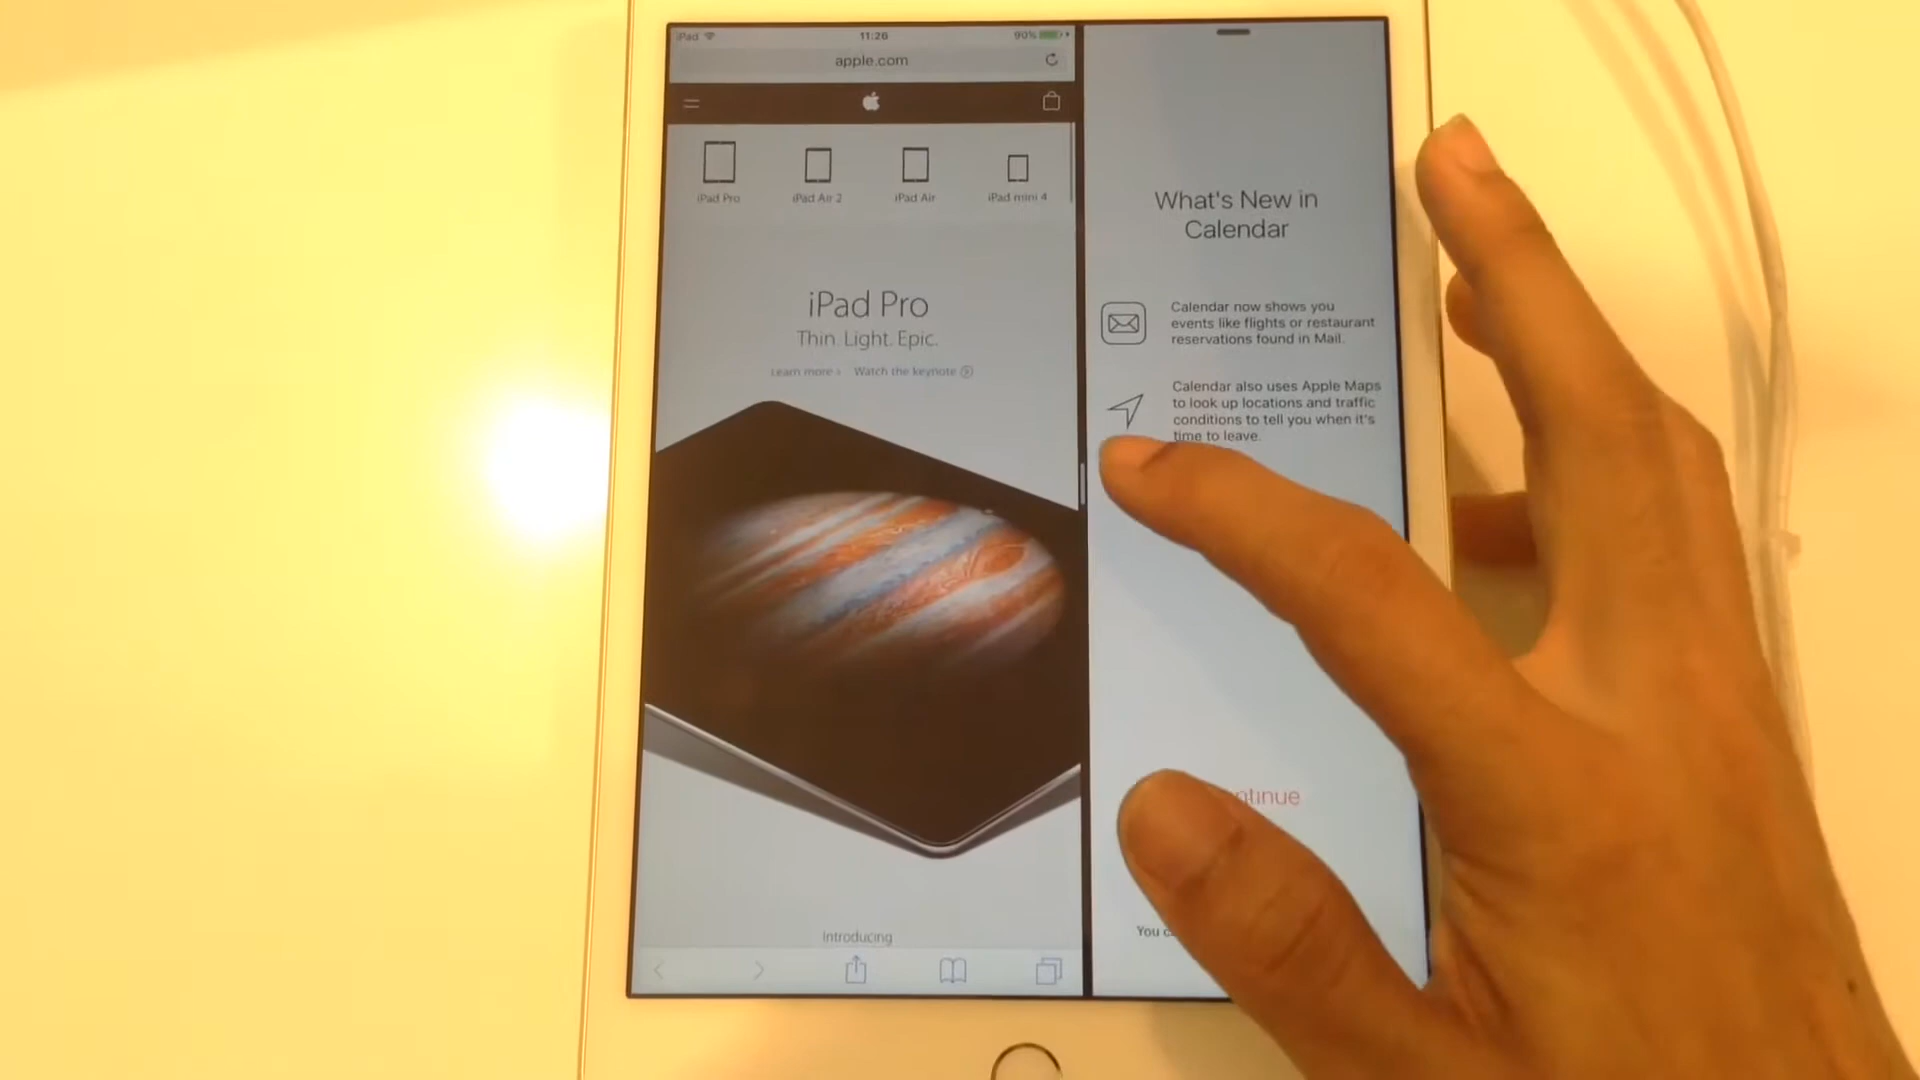 iPad
11:26
90%
apple.com
iPad Pro
iPad Air 2
iPad Air
iPad mini 4
iPad Pro
Thin. Light. Epic.
Learn more > Watch the keynote
Introducing
What's New in
Calendar
Calendar now shows you
events like flights or restaurant
reservations found in Mail.
Calendar also uses Apple Maps
to look up locations and traffic
conditions to tell you when it's
time to leave.
ntinue
You c